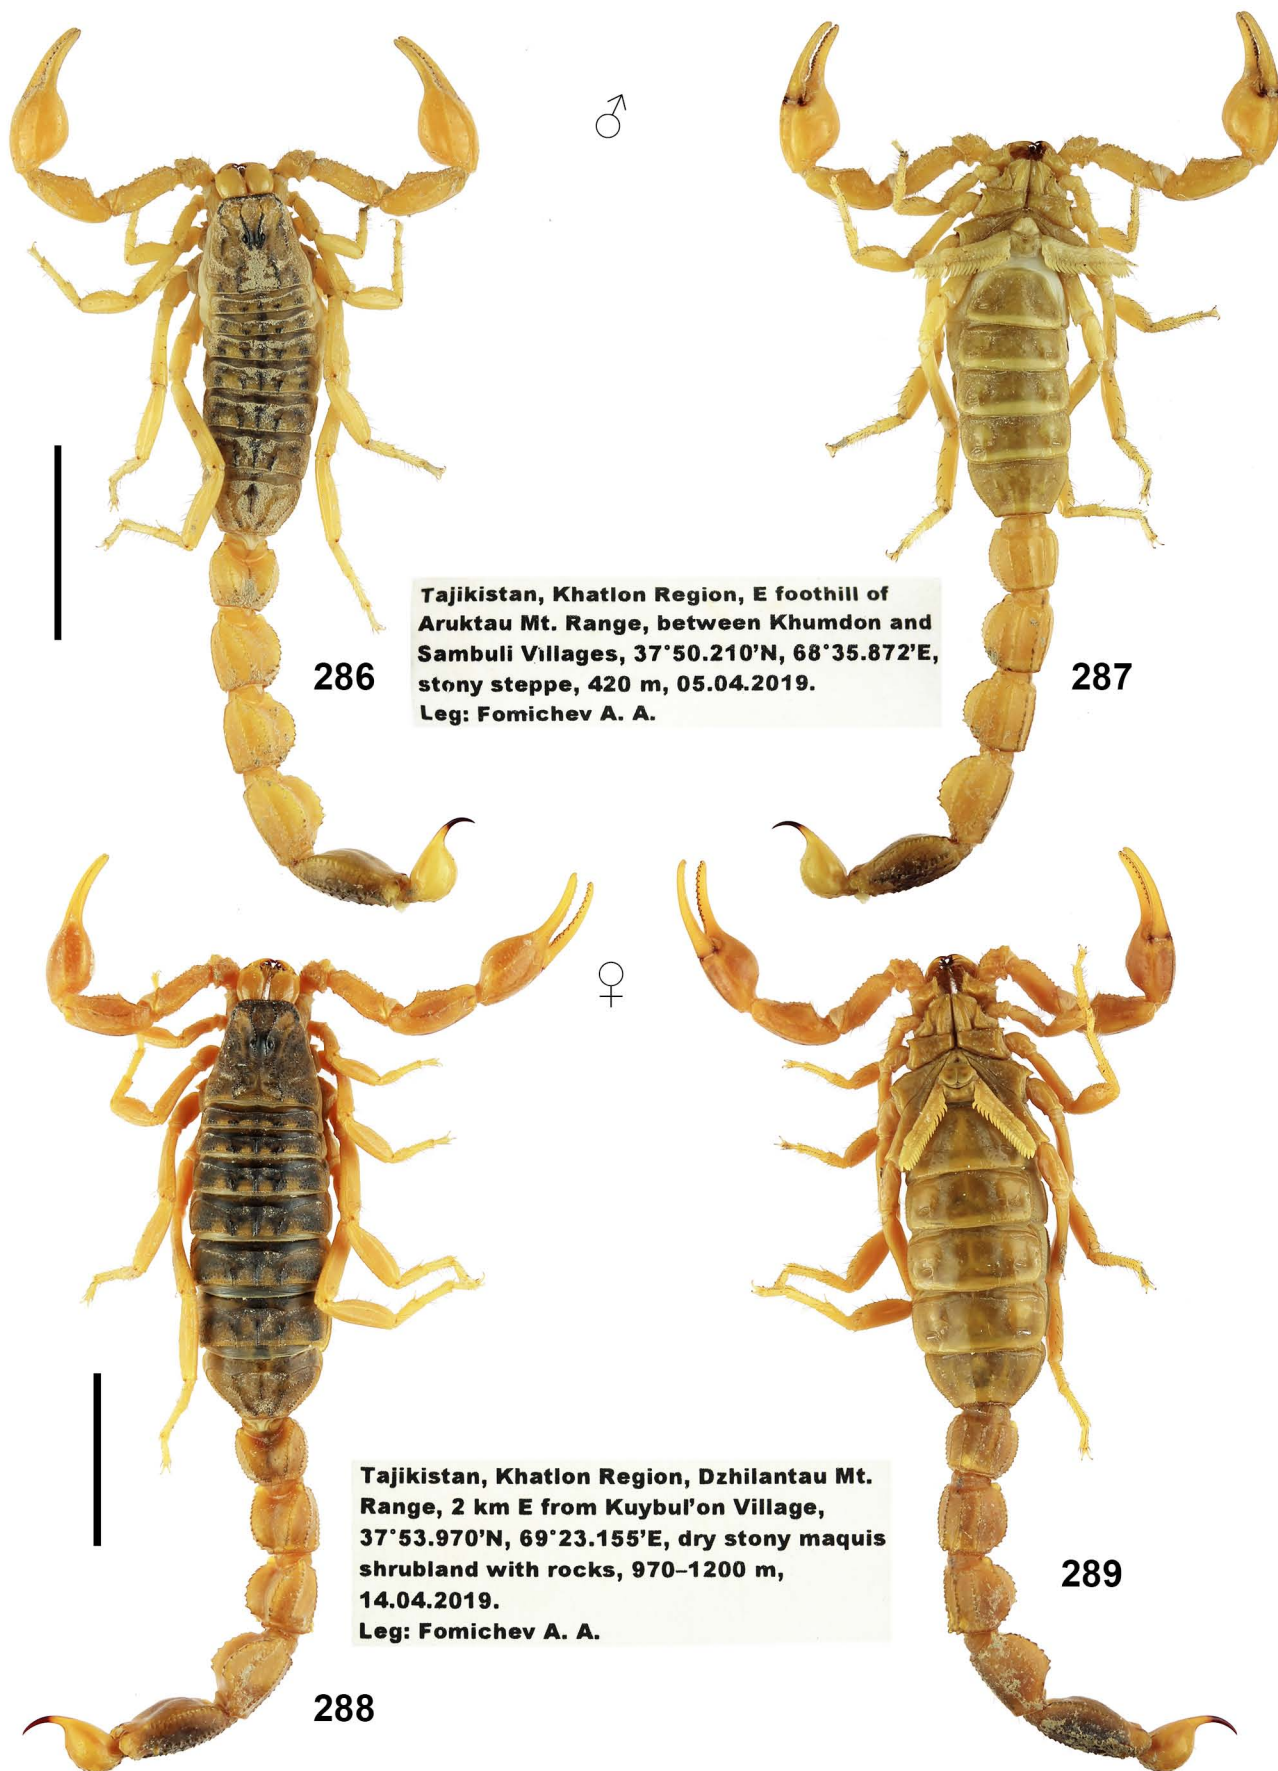 ♂
Tajikistan, Khatlon Region, E foothill of
Aruktau Mt. Range, between Khumdon and
Sambuli Villages, 37°50.210'N, 68°35.872'E,
stony steppe, 420 m, 05.04.2019.
Leg: Fomichev A. A.
286
287
♀
Tajikistan, Khatlon Region, Dzhilantau Mt.
Range, 2 km E from Kuybul'on Village,
37°53.970'N, 69°23.155'E, dry stony maquis
shrubland with rocks, 970–1200 m,
14.04.2019.
Leg: Fomichev A. A.
288
289